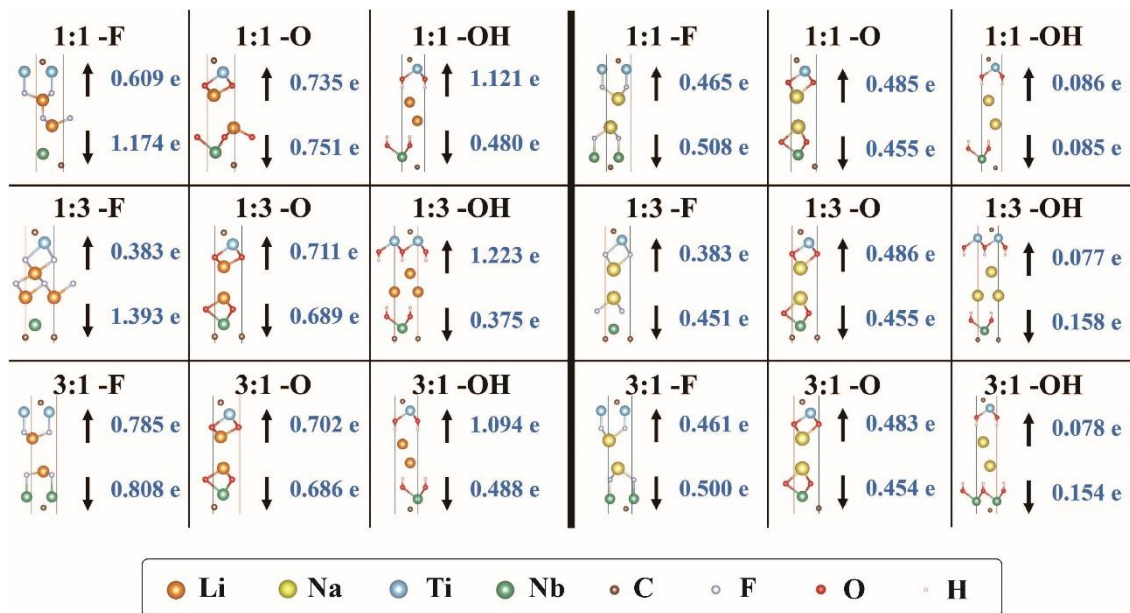 1:1 -F 1:1 -O 1:1 -OH 1:1 -F 1:1 -O 1:1 -OH
0.609 e 0.735 e 1.121 e 0.465 e 0.485 e 0.086 e
1.174 e 0.751 e 0.480 e 0.508 e 0.455 e 0.085 e
1:3 -F 1:3 -O 1:3 -OH 1:3 -F 1:3 -O 1:3 -OH
0.383 e 0.711 e 1.223 e 0.383 e 0.486 e 0.077 e
1.393 e 0.689 e 0.375 e 0.451 e 0.455 e 0.158 e
3:1 -F 3:1 -O 3:1 -OH 3:1 -F 3:1 -O 3:1 -OH
0.785 e 0.702 e 1.094 e 0.461 e 0.483 e 0.078 e
0.808 e 0.686 e 0.488 e 0.500 e 0.454 e 0.154 e
Li Na Ti Nb C F O H